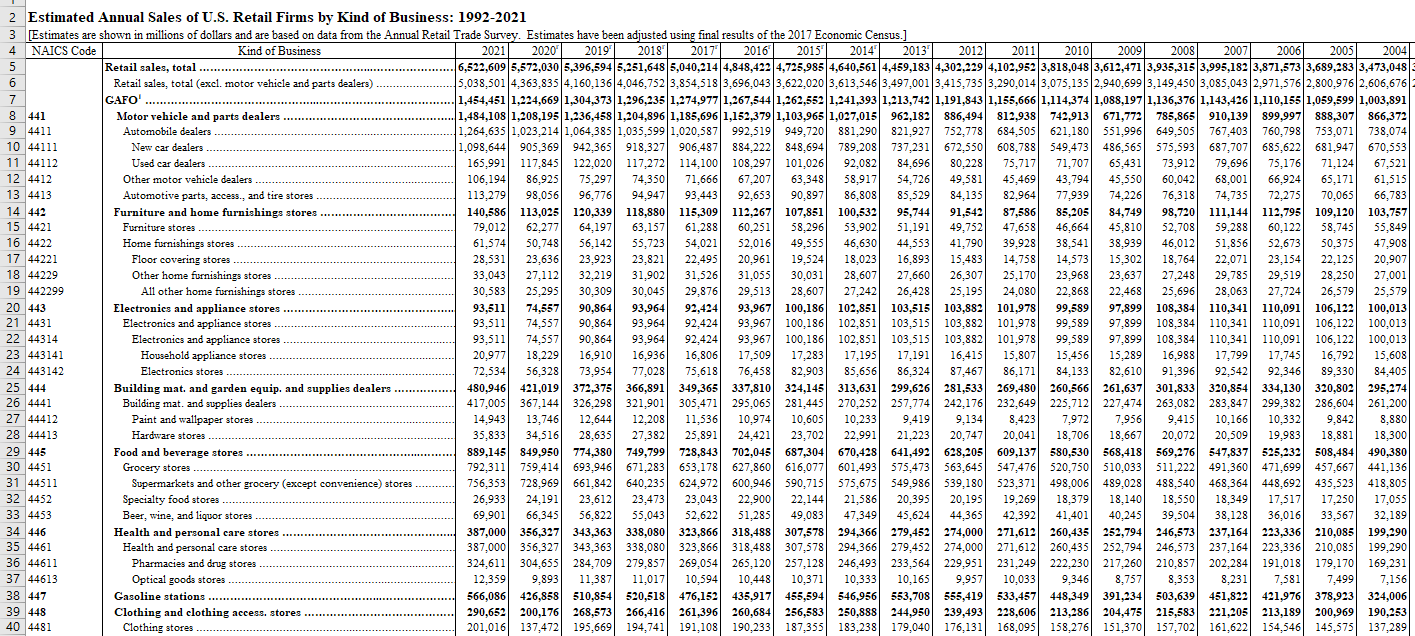 2 Estimated Annual Sales of U.S. Retail Firms by Kind of Business: 1992-2021
3 [Estimates are shown in millions of dollars and are based on data from the Annual Retail Trade Survey. Estimates have been adjusted using final results of the 2017 Economic Census.]
4 NAICS Code Kind of Business 2021 2020r 2019r 2018r 2017r 2016r 2015r 2014r 2013r 2012 2011 2010 2009 2008 2007 2006 2005 2004
5 Retail sales, total 6,522,609 5,572,030 5,396,594 5,251,648 5,040,214 4,848,422 4,725,985 4,640,561 4,459,183 4,302,229 4,102,952 3,818,048 3,612,471 3,935,315 3,995,182 3,871,573 3,689,283 3,473,048
6 Retail sales, total (excl. motor vehicle and parts dealers) 5,038,501 4,363,835 4,160,136 4,046,752 3,854,518 3,696,043 3,622,020 3,613,546 3,497,001 3,415,735 3,290,014 3,075,135 2,940,699 3,149,450 3,085,043 2,971,576 2,800,976 2,606,676
7 GAFO1 1,454,451 1,224,669 1,304,373 1,296,235 1,274,977 1,267,544 1,262,552 1,241,393 1,213,742 1,191,843 1,155,666 1,114,374 1,088,197 1,136,376 1,143,426 1,110,155 1,059,599 1,003,891
8 441 Motor vehicle and parts dealers 1,484,108 1,208,195 1,236,458 1,204,896 1,185,696 1,152,379 1,103,965 1,027,015 962,182 886,494 812,938 742,913 671,772 785,865 910,139 899,997 888,307 866,372
9 4411 Automobile dealers 1,264,635 1,023,214 1,064,385 1,035,599 1,020,587 992,519 949,720 881,290 821,927 752,778 684,505 621,180 551,996 649,505 767,403 760,798 753,071 738,074
10 44111 New car dealers 1,098,644 905,369 942,365 918,327 906,487 884,222 848,694 789,208 737,231 672,550 608,788 549,473 486,565 575,593 687,707 685,622 681,947 670,553
11 44112 Used car dealers 165,991 117,845 122,020 117,272 114,100 108,297 101,026 92,082 84,696 80,228 75,717 71,707 65,431 73,912 79,696 75,176 71,124 67,521
12 4412 Other motor vehicle dealers 106,194 86,925 75,297 74,350 71,666 67,207 63,348 58,917 54,726 49,581 45,469 43,794 45,550 60,042 68,001 66,924 65,171 61,515
13 4413 Automotive parts, access., and tire stores 113,279 98,056 96,776 94,947 93,443 92,653 90,897 86,808 85,529 84,135 82,964 77,939 74,226 76,318 74,735 72,275 70,065 66,783
14 442 Furniture and home furnishings stores 140,586 113,025 120,339 118,880 115,309 112,267 107,851 100,532 95,744 91,542 87,586 85,205 84,749 98,720 111,144 112,795 109,120 103,757
15 4421 Furniture stores 79,012 62,277 64,197 63,157 61,288 60,251 58,296 53,902 51,191 49,752 47,658 46,664 45,810 52,708 59,288 60,122 58,745 55,849
16 4422 Home furnishings stores 61,574 50,748 56,142 55,723 54,021 52,016 49,555 46,630 44,553 41,790 39,928 38,541 38,939 46,012 51,856 52,673 50,375 47,908
17 44221 Floor covering stores 28,531 23,636 23,923 23,821 22,495 20,961 19,524 18,023 16,893 15,483 14,758 14,573 15,302 18,764 22,071 23,154 22,125 20,907
18 44229 Other home furnishings stores 33,043 27,112 32,219 31,902 31,526 31,055 30,031 28,607 27,660 26,307 25,170 23,968 23,637 27,248 29,785 29,519 28,250 27,001
19 442299 All other home furnishings stores 30,583 25,295 30,309 30,045 29,876 29,513 28,607 27,242 26,428 25,195 24,080 22,868 22,468 25,696 28,063 27,724 26,579 25,579
20 443 Electronics and appliance stores 93,511 74,557 90,864 93,964 92,424 93,967 100,186 102,851 103,515 103,882 101,978 99,589 97,899 108,384 110,341 110,091 106,122 100,013
21 4431 Electronics and appliance stores 93,511 74,557 90,864 93,964 92,424 93,967 100,186 102,851 103,515 103,882 101,978 99,589 97,899 108,384 110,341 110,091 106,122 100,013
22 44314 Electronics and appliance stores 93,511 74,557 90,864 93,964 92,424 93,967 100,186 102,851 103,515 103,882 101,978 99,589 97,899 108,384 110,341 110,091 106,122 100,013
23 443141 Household appliance stores 20,977 18,229 16,910 16,936 16,806 17,509 17,283 17,195 17,191 16,415 15,807 15,456 15,289 16,988 17,799 17,745 16,792 15,608
24 443142 Electronics stores 72,534 56,328 73,954 77,028 75,618 76,458 82,903 85,656 86,324 87,467 86,171 84,133 82,610 91,396 92,542 92,346 89,330 84,405
25 444 Building mat. and garden equip. and supplies dealers 480,946 421,019 372,375 366,891 349,365 337,810 324,145 313,631 299,626 281,533 269,480 260,566 261,637 301,833 320,854 334,130 320,802 295,274
26 4441 Building mat. and supplies dealers 417,005 367,144 326,298 321,901 305,471 295,065 281,445 270,252 257,774 242,176 232,649 225,712 227,474 263,082 283,847 299,382 286,604 261,200
27 44412 Paint and wallpaper stores 14,943 13,746 12,644 12,208 11,536 10,974 10,605 10,233 9,419 9,134 8,423 7,972 7,956 9,415 10,166 10,332 9,842 8,880
28 44413 Hardware stores 35,833 34,516 28,635 27,382 25,891 24,421 23,702 22,991 21,223 20,747 20,041 18,706 18,667 20,072 20,509 19,983 18,881 18,300
29 445 Food and beverage stores 889,145 849,950 774,380 749,799 728,843 702,045 687,304 670,428 641,492 628,205 609,137 580,530 568,418 569,276 547,837 525,232 508,484 490,380
30 4451 Grocery stores 792,311 759,414 693,946 671,283 653,178 627,860 616,077 601,493 575,473 563,645 547,476 520,750 510,033 511,222 491,360 471,699 457,667 441,136
31 44511 Supermarkets and other grocery (except convenience) stores 756,353 728,969 661,842 640,235 624,972 600,946 590,715 575,675 549,986 539,180 523,371 498,006 489,028 488,540 468,364 448,692 435,523 418,805
32 4452 Specialty food stores 26,933 24,191 23,612 23,473 23,043 22,900 22,144 21,586 20,395 20,195 19,269 18,379 18,140 18,550 18,349 17,517 17,250 17,055
33 4453 Beer, wine, and liquor stores 69,901 66,345 56,822 55,043 52,622 51,285 49,083 47,349 45,624 44,365 42,392 41,401 40,245 39,504 38,128 36,016 33,567 32,189
34 446 Health and personal care stores 387,000 356,327 343,363 338,080 323,866 318,488 307,578 294,366 279,452 274,000 271,612 260,435 252,794 246,573 237,164 223,336 210,085 199,290
35 4461 Health and personal care stores 387,000 356,327 343,363 338,080 323,866 318,488 307,578 294,366 279,452 274,000 271,612 260,435 252,794 246,573 237,164 223,336 210,085 199,290
36 44611 Pharmacies and drug stores 324,611 304,655 284,709 279,857 269,054 265,120 257,128 246,493 233,564 229,951 231,249 222,230 217,260 210,857 202,284 191,018 179,170 169,231
37 44613 Optical goods stores 12,359 9,893 11,387 11,017 10,594 10,448 10,371 10,333 10,165 9,957 10,033 9,346 8,757 8,353 8,231 7,581 7,499 7,156
38 447 Gasoline stations 566,086 426,858 510,854 520,518 476,152 435,917 455,594 546,956 553,708 555,419 533,457 448,349 391,234 503,639 451,822 421,976 378,923 324,006
39 448 Clothing and clothing access. stores 290,652 200,176 268,573 266,416 261,396 260,684 256,583 250,888 244,950 239,493 228,606 213,286 204,475 215,583 221,205 213,189 200,969 190,253
40 4481 Clothing stores 201,016 137,472 195,669 194,741 191,108 190,233 187,355 183,238 179,040 176,131 168,095 158,276 151,370 157,702 161,622 154,546 145,575 137,289